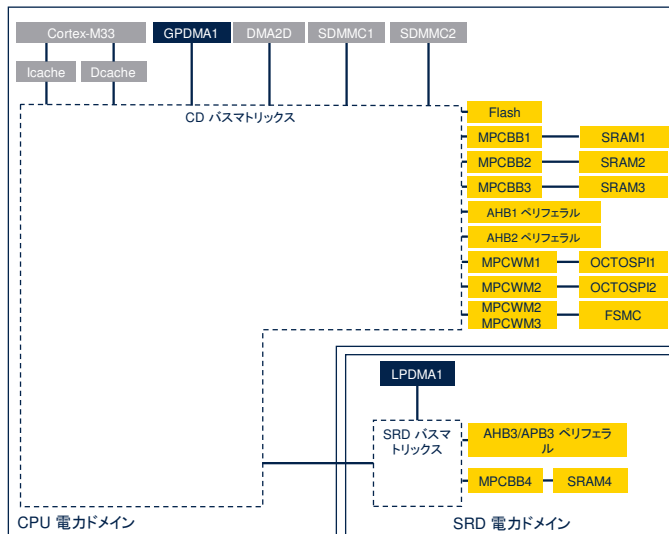 Cortex-M33
GPDMA1
DMA2D
SDMMC1
SDMMC2
Icache
Dcache
CD バスマトリックス
Flash
MPCBB1
SRAM1
MPCBB2
SRAM2
MPCBB3
SRAM3
AHB1 ペリフェラル
AHB2 ペリフェラル
MPCWM1
OCTOSPI1
MPCWM2
OCTOSPI2
MPCWM2
MPCWM3
FSMC
LPDMA1
SRD バスマ
トリックス
AHB3/APB3 ペリフェラ
ル
MPCBB4
SRAM4
CPU 電力ドメイン
SRD 電力ドメイン